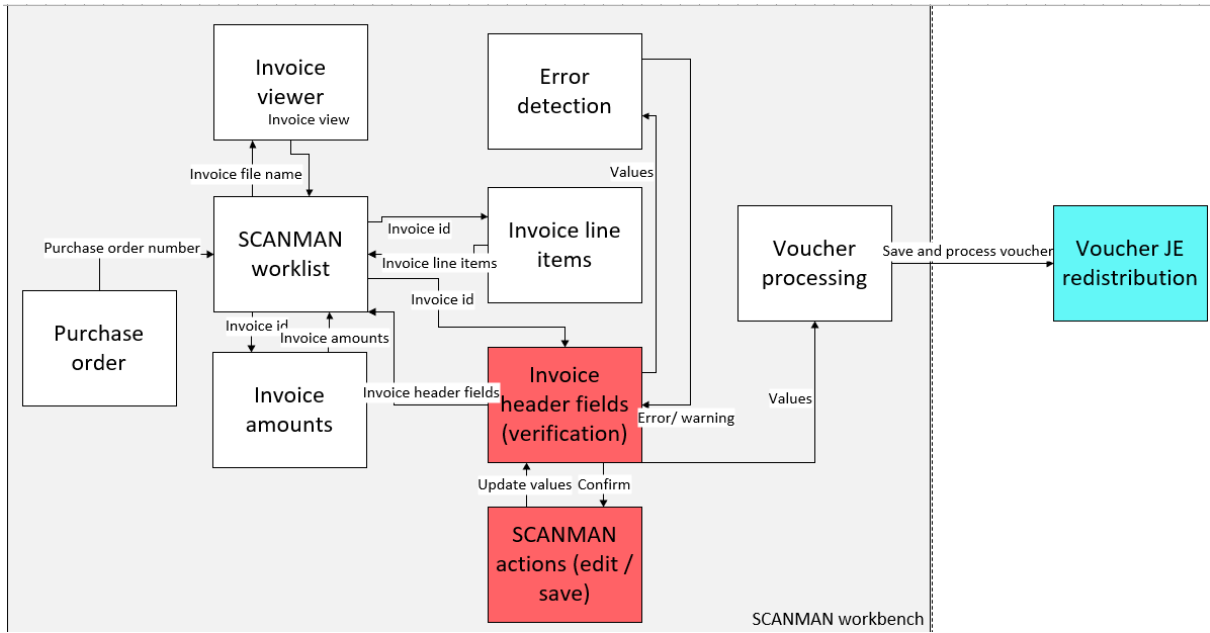 Invoice
viewer
Invoice view
Error
detection
Invoice file name
Values
SCANMAN
worklist
Invoice id
Invoice line
items
Invoice line items
Purchase order number
Voucher
processing
Save and process voucher
Voucher JE
redistribution
Invoice id
Purchase
order
Invoice id
Invoice amounts
Invoice
amounts
Invoice header fields
Invoice
header fields
(verification)
Error/ warning
Values
Update values
Confirm
SCANMAN
actions (edit /
save)
SCANMAN workbench